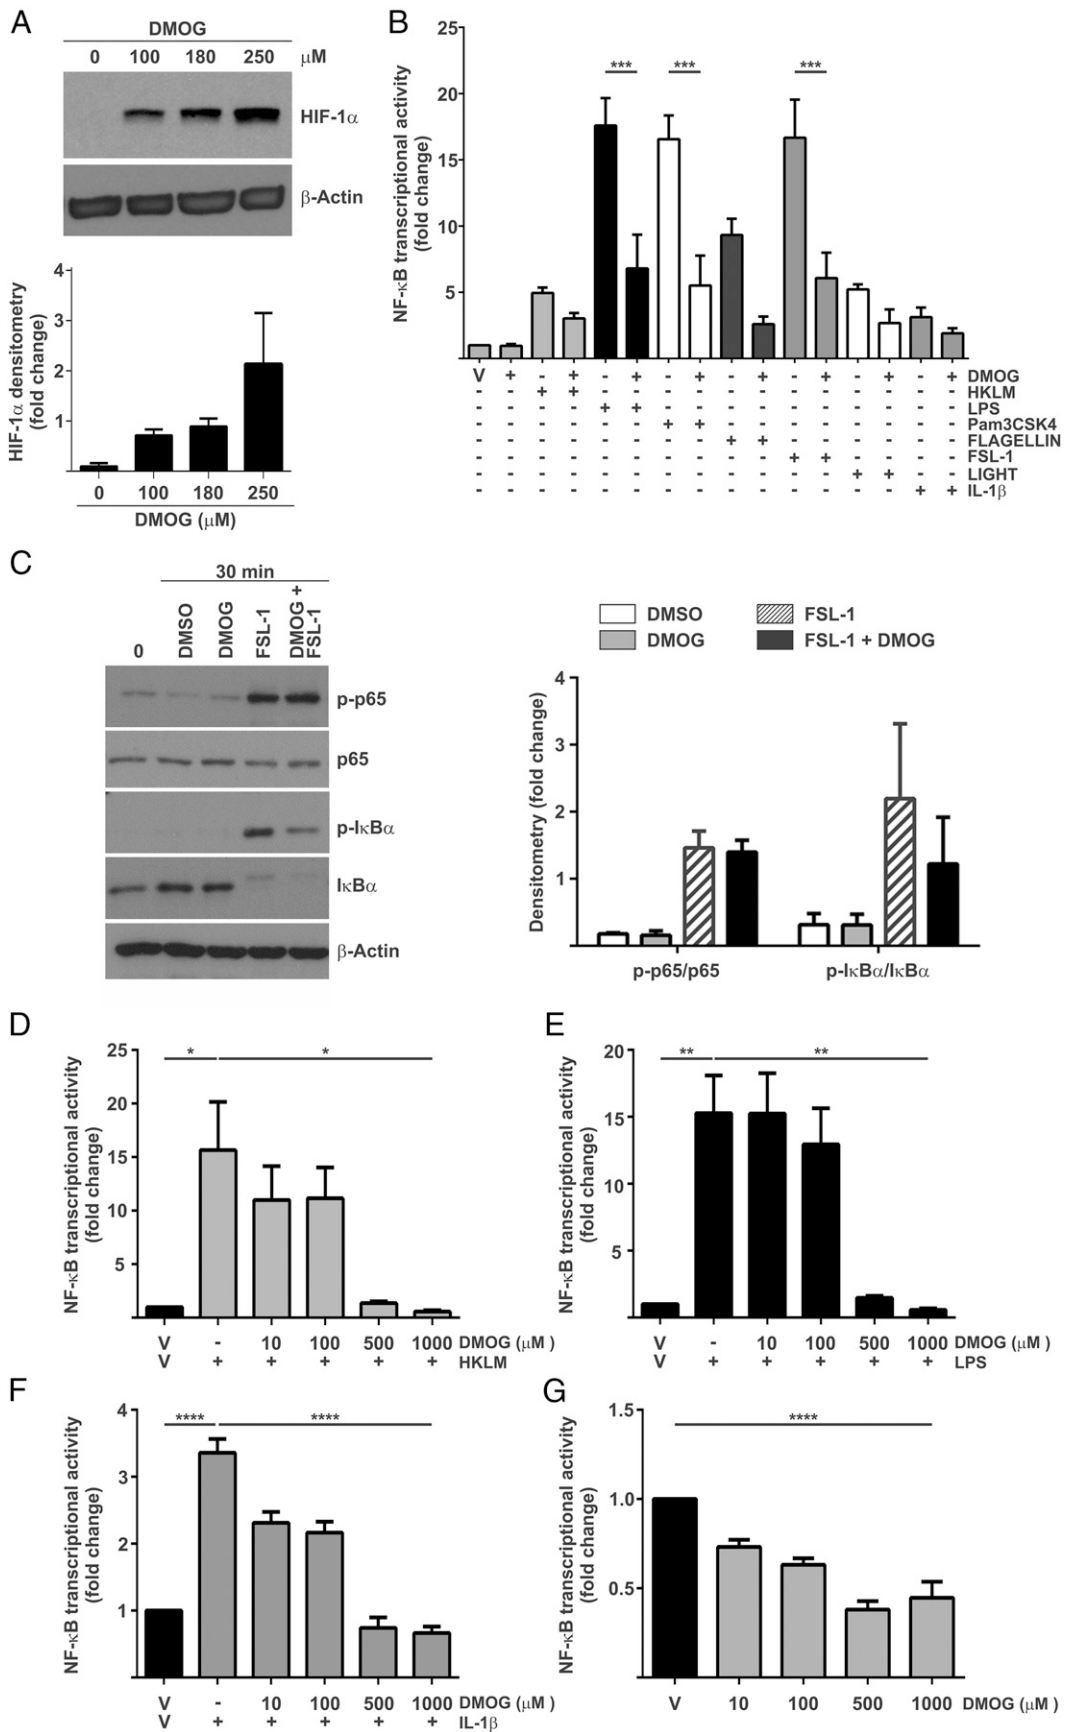 A
DMOG
0 100 180 250 μM
HIF-1α
β-Actin
HIF-1α densitometry
(fold change)
4
3
2
1
0 100 180 250
DMOG (μM)
B
NF-κB transcriptional activity
(fold change)
25
20
15
10
5
*** *** ***
V + - + - + - + - + - + - + - + DMOG
- - + + - - - - - - - - - - - - HKLM
- - - - + + - - - - - - - - - - LPS
- - - - - - + + - - - - - - - - Pam3CSK4
- - - - - - - - + + - - - - - - FLAGELLIN
- - - - - - - - - - + + - - - - FSL-1
- - - - - - - - - - - - + + - - LIGHT
- - - - - - - - - - - - - - + + IL-1β
C
30 min
0 DMSO DMOG FSL-1 DMOG + FSL-1
p-p65
p65
p-IκBα
IκBα
β-Actin
DMSO FSL-1
DMOG FSL-1 + DMOG
Densitometry (fold change)
4
3
2
1
p-p65/p65 p-IκBα/IκBα
D
NF-κB transcriptional activity
(fold change)
25
20
15
10
5
* *
V - 10 100 500 1000 DMOG (μM )
V + + + + + HKLM
E
NF-κB transcriptional activity
(fold change)
20
15
10
5
** **
V - 10 100 500 1000 DMOG (μM )
V + + + + + LPS
F
NF-κB transcriptional activity
(fold change)
4
3
2
1
**** ****
V - 10 100 500 1000 DMOG (μM )
V + + + + + IL-1β
G
NF-κB transcriptional activity
(fold change)
1.5
1.0
0.5
****
V 10 100 500 1000 DMOG (μM )